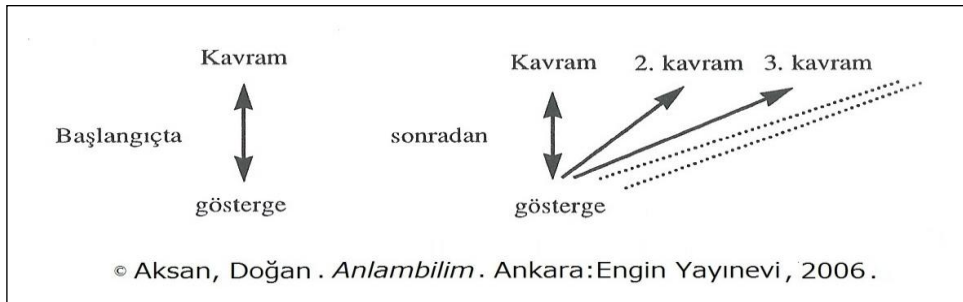 Kavram
Başlangıçta
gösterge
Kavram 2. kavram 3. kavram
sonradan
gösterge
© Aksan, Doğan. Anlambilim. Ankara:Engin Yayınevi, 2006.